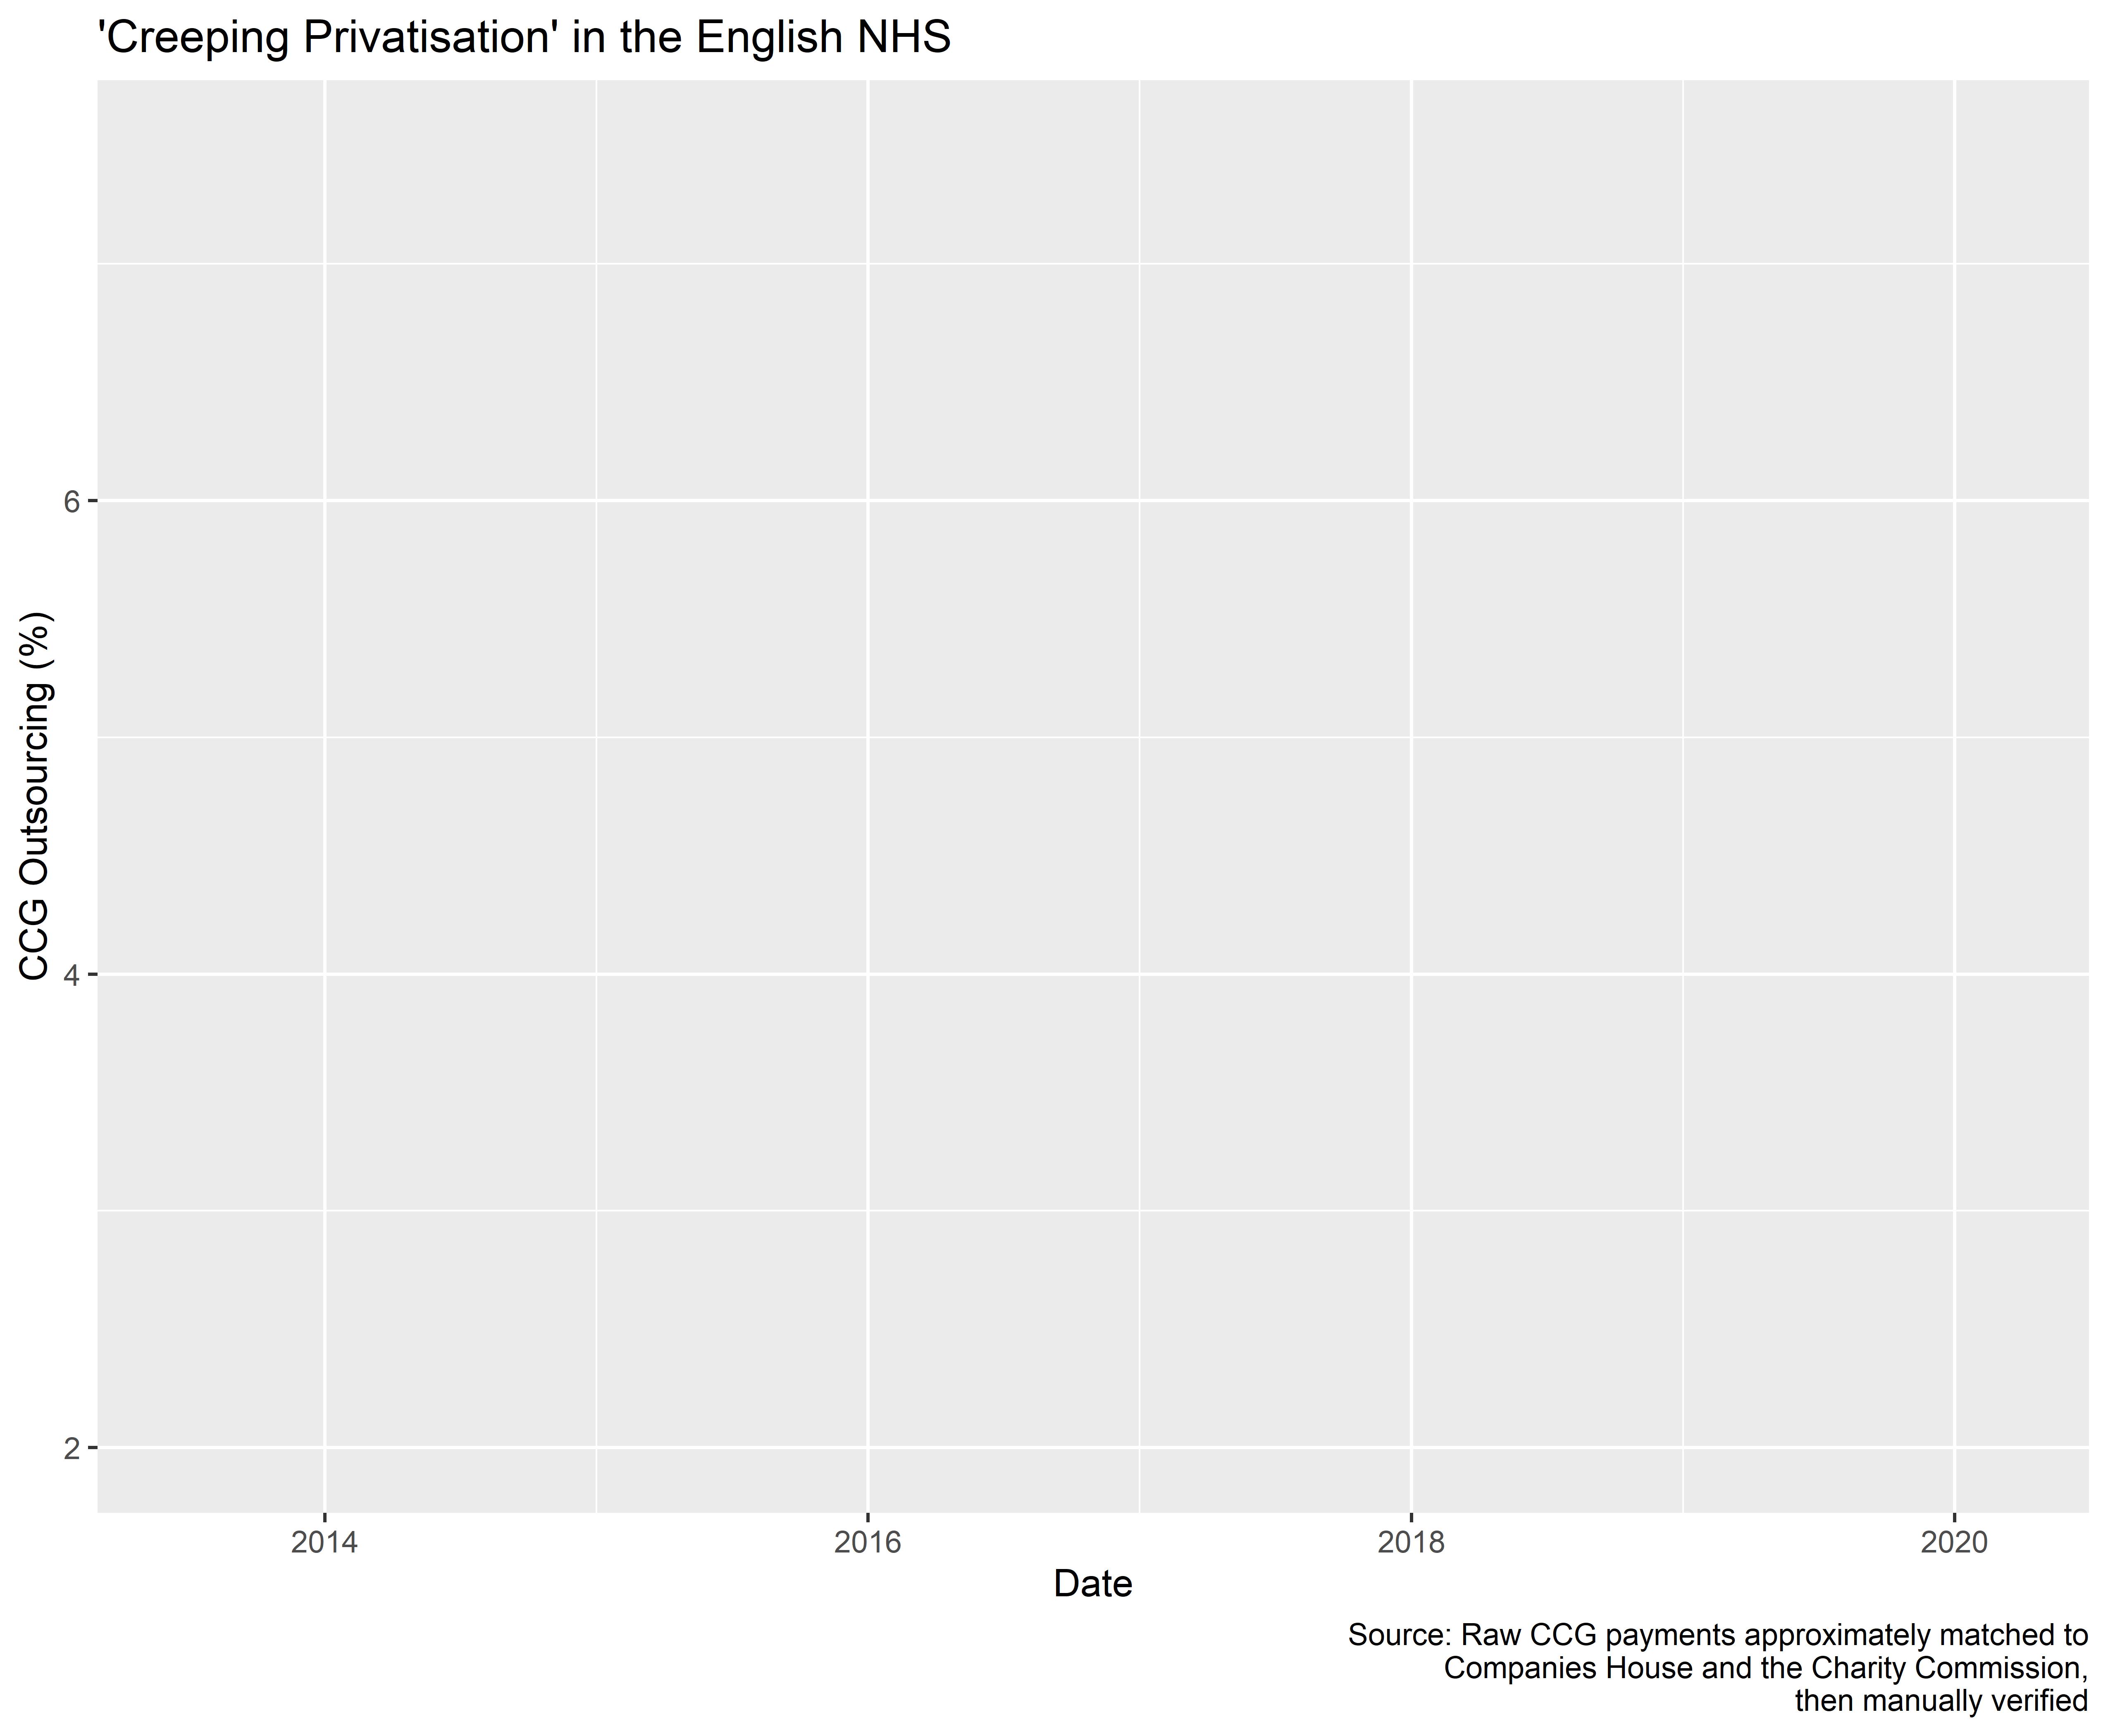 'Creeping Privatisation' in the English NHS
CCG Outsourcing (%)
6
4
2
2014 2016 2018 2020
Date
Source: Raw CCG payments approximately matched to
Companies House and the Charity Commission,
then manually verified